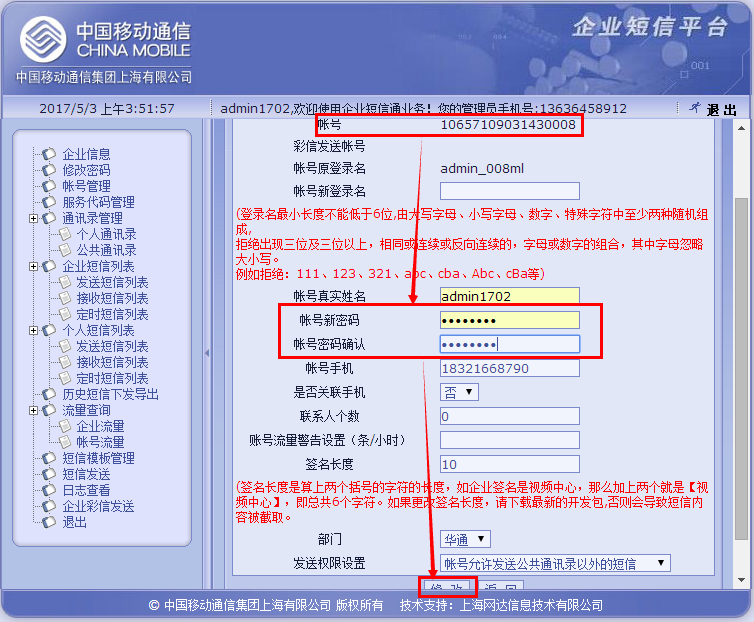 中国移动通信
CHINA MOBILE
中国移动通信集团上海有限公司
企业短信平台
001
2017/5/3 上午3:51:57
admin1702,欢迎使用企业短信通业务！您的管理员手机号:13636458912
退 出
企业信息
修改密码
帐号管理
服务代码管理
通讯录管理
个人通讯录
公共通讯录
企业短信列表
发送短信列表
接收短信列表
定时短信列表
个人短信列表
发送短信列表
接收短信列表
定时短信列表
历史短信下发导出
流量查询
企业流量
帐号流量
短信模板管理
短信发送
日志查看
企业彩信发送
退出
帐号 10657109031430008
彩信发送帐号
帐号原登录名 admin_008ml
帐号新登录名
(登录名最小长度不能低于6位,由大写字母、小写字母、数字、特殊字符中至少两种随机组
成,
拒绝出现三位及三位以上，相同或连续或反向连续的，字母或数字的组合，其中字母忽略
大小写。
例如拒绝：111、123、321、abc、cba、Abc、cBa等)
帐号真实姓名 admin1702
帐号新密码 ••••••••
帐号密码确认 ••••••••
帐号手机 18321668790
是否关联手机 否
联系人个数 0
账号流量警告设置（条/小时）
签名长度 10
(签名长度是算上两个括号的字符的长度，如企业签名是视频中心，那么加上两个就是【视
频中心】，即总共6个字符。如果更改签名长度，请下载最新的开发包,否则会导致短信内
容被截取。
部门 华通
发送权限设置 帐号允许发送公共通讯录以外的短信
修 改 返 回
© 中国移动通信集团上海有限公司 版权所有 技术支持：上海网达信息技术有限公司